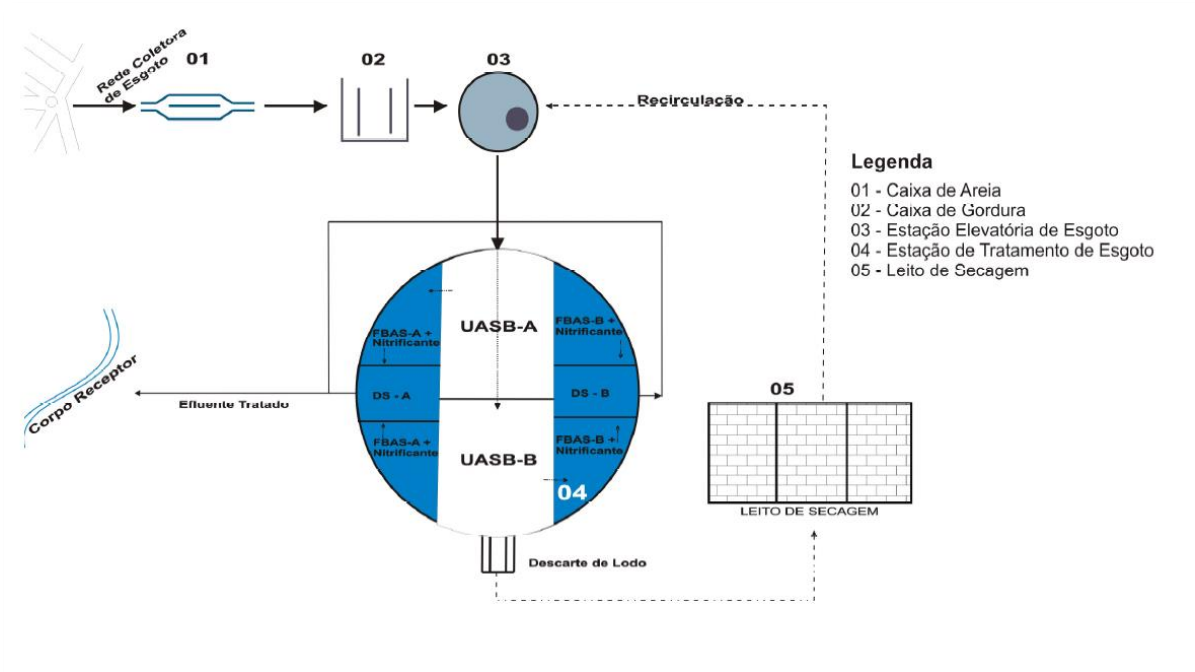 Rede Coletora
de Esgoto
01
02
03
Recirculação
Legenda
01 - Caixa de Areia
02 - Caixa de Gordura
03 - Estação Elevatória de Esgoto
04 - Estação de Tratamento de Esgoto
05 - Leito de Secagem
UASB-A
FBAS-A +
Nitrificante
FBAS-B +
Nitrificante
DS - A
DS - B
Corpo Receptor
Efluente Tratado
FBAS-A +
Nitrificante
FBAS-B +
Nitrificante
UASB-B
04
05
LEITO DE SECAGEM
Descarte de Lodo